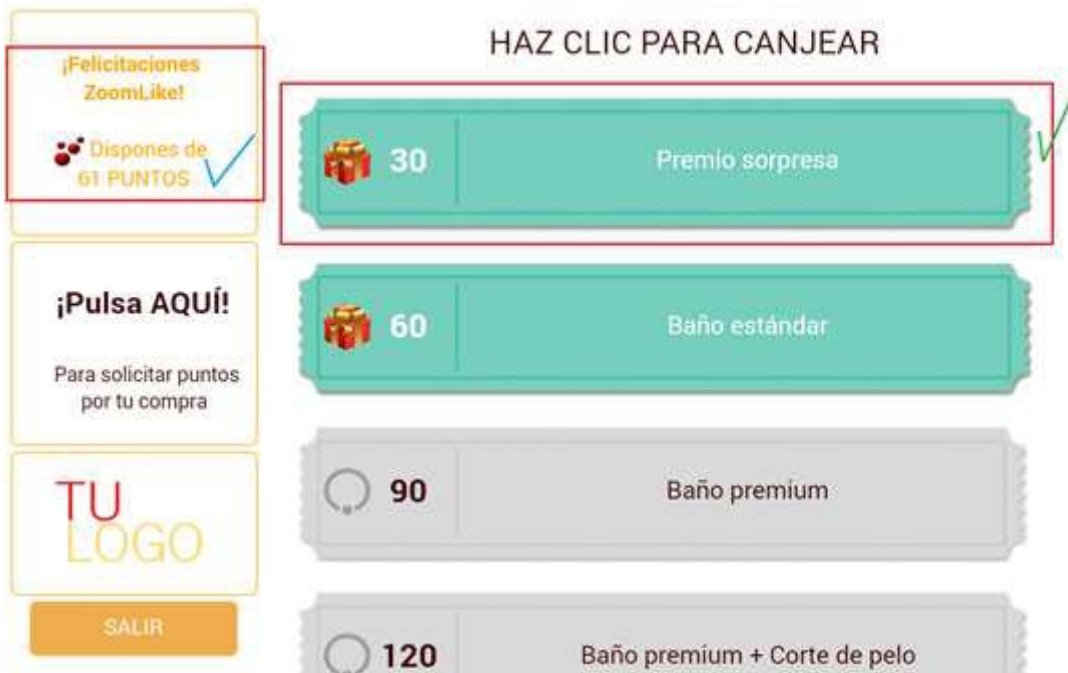 ¡Felicitaciones
ZoomLike!
Dispones de
61 PUNTOS
¡Pulsa AQUÍ!
Para solicitar puntos
por tu compra
TU
LOGO
SALIR
HAZ CLIC PARA CANJEAR
30 Premio sorpresa
60 Baño estándar
90 Baño premium
120 Baño premium + Corte de pelo